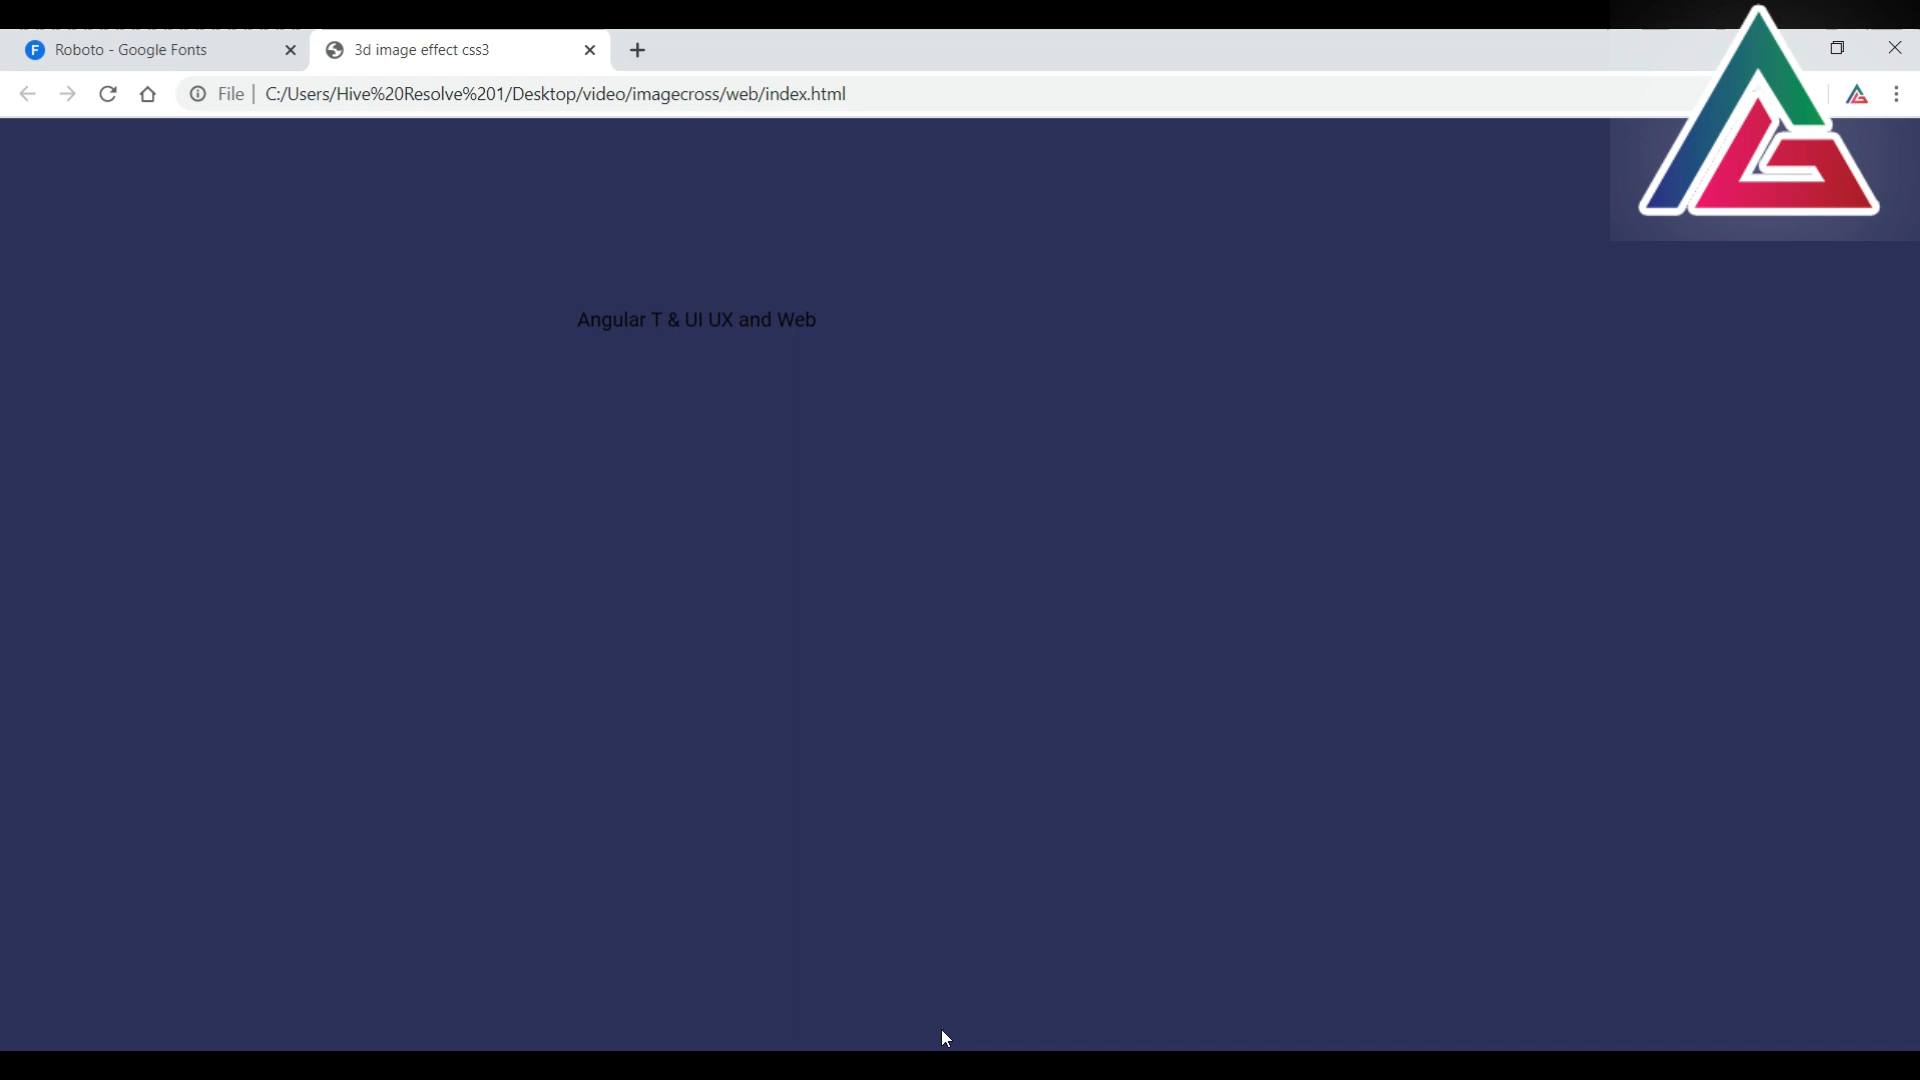 Roboto - Google Fonts
3d image effect css3
File
C:/Users/Hive%20Resolve%201/Desktop/video/imagecross/web/index.html
Angular T & UI UX and Web